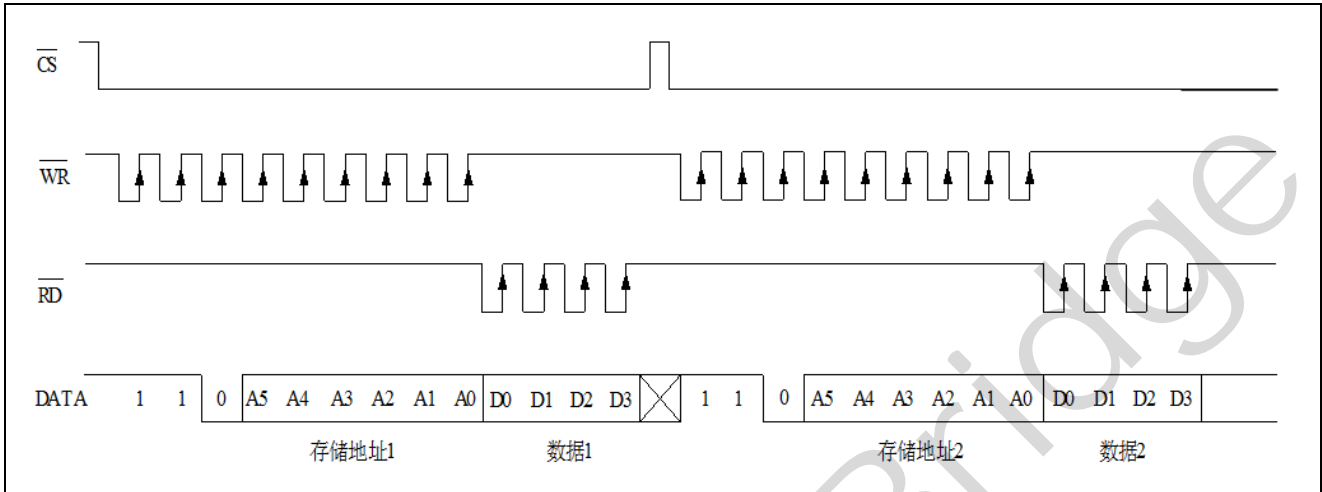 CS
WR
RD
DATA 1 1 0 A5 A4 A3 A2 A1 A0 D0 D1 D2 D3 1 1 0 A5 A4 A3 A2 A1 A0 D0 D1 D2 D3
存储地址1 数据1 存储地址2 数据2
Bridge